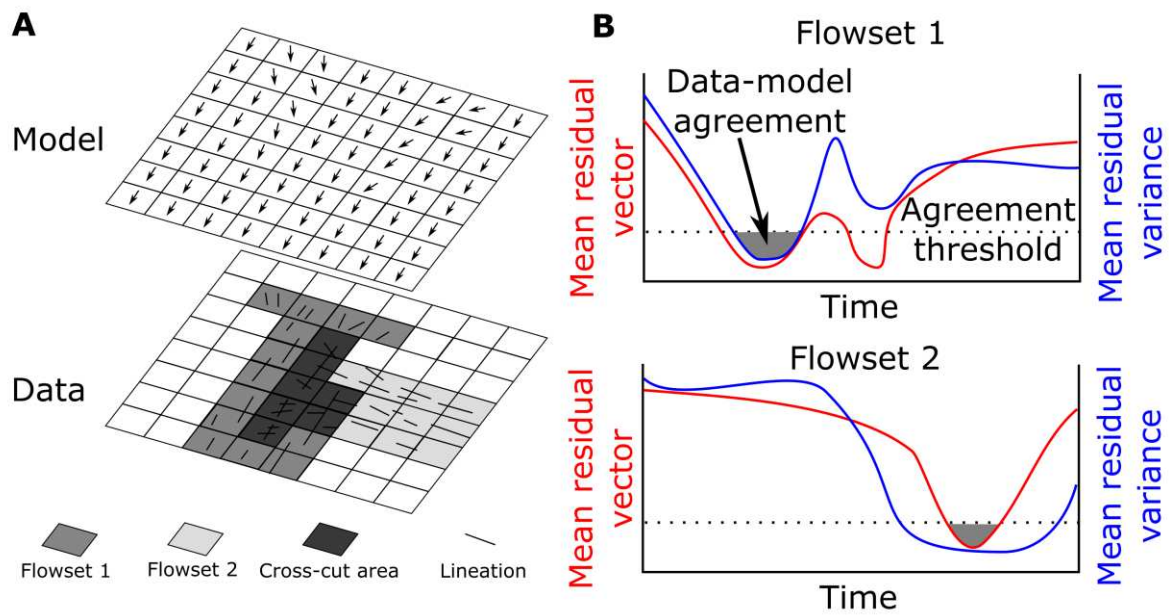 A
Model
Data
Flowset 1
Flowset 2
Cross-cut area
Lineation
B
Flowset 1
Mean residual
vector
Data-model
agreement
Agreement
threshold
Mean residual
variance
Time
Flowset 2
Mean residual
vector
Mean residual
variance
Time